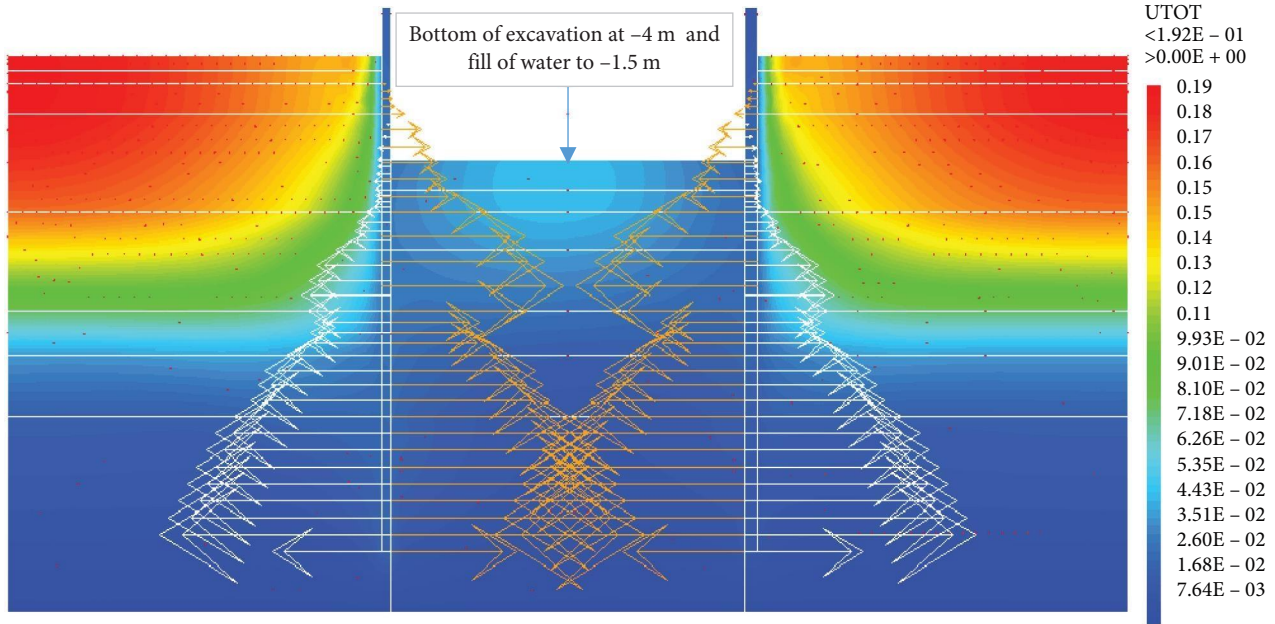 Bottom of excavation at –4 m and
fill of water to –1.5 m
UTOT
<1.92E – 01
>0.00E + 00
0.19
0.18
0.17
0.16
0.15
0.15
0.14
0.13
0.12
0.11
9.93E – 02
9.01E – 02
8.10E – 02
7.18E – 02
6.26E – 02
5.35E – 02
4.43E – 02
3.51E – 02
2.60E – 02
1.68E – 02
7.64E – 03